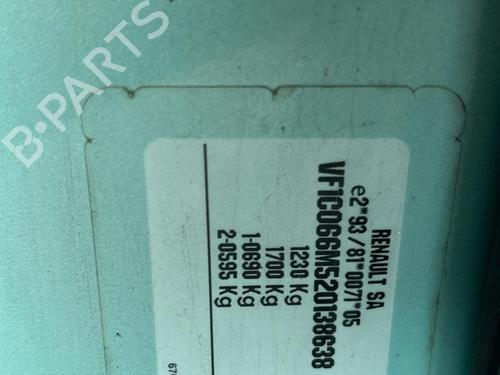 B-PARTS
RENAULT SA
e2*93/81*0071*05
VF1C066M520138638
1230 Kg
1700 Kg
1-0690 Kg
2-0595 Kg